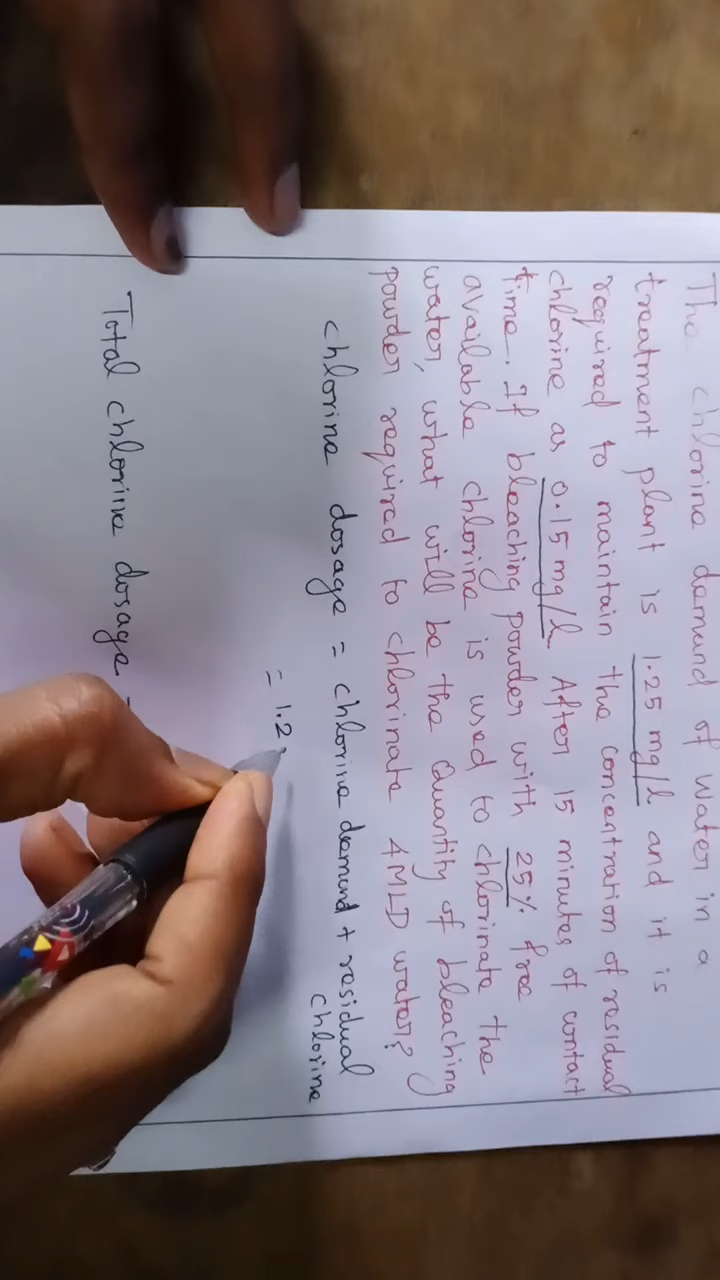 The chlorine demand of water in a
treatment plant is 1.25 mg/l and it is
required to maintain the concentration of residual
chlorine as 0.15 mg/l After 15 minutes of contact
time. If bleaching powder with 25% free
available chlorine is used to chlorinate the
water, what will be the Quantity of bleaching
powder required to chlorinate 4MLD water?
chlorine dosage = chlorine demand + residual
chlorine
= 1.2
Total chlorine dosage -